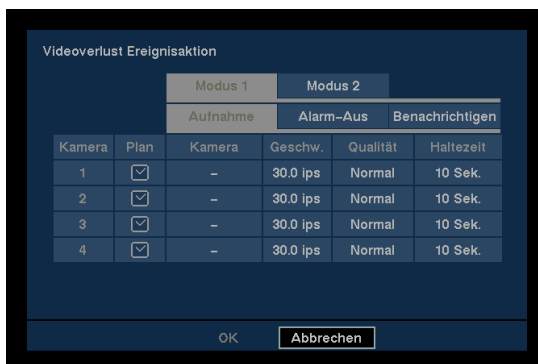 Videoverlust Ereignisaktion
Modus 1 Modus 2
Aufnahme Alarm-Aus Benachrichtigen
Kamera Plan Kamera Geschw. Qualität Haltezeit
1 – 30.0 ips Normal 10 Sek.
2 – 30.0 ips Normal 10 Sek.
3 – 30.0 ips Normal 10 Sek.
4 – 30.0 ips Normal 10 Sek.
OK Abbrechen